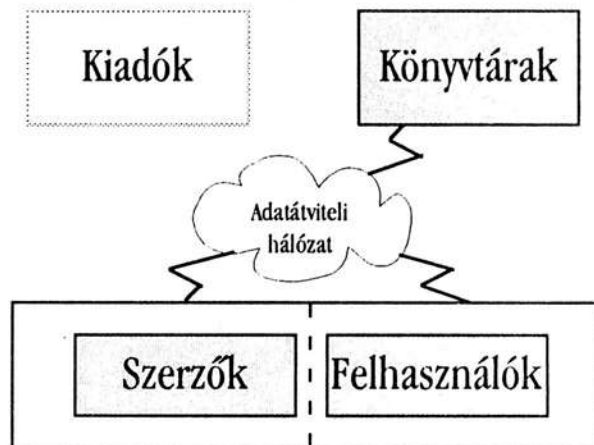 Kiadók
Könyvtárak
Adatátviteli
hálózat
Szerzők
Felhasználók